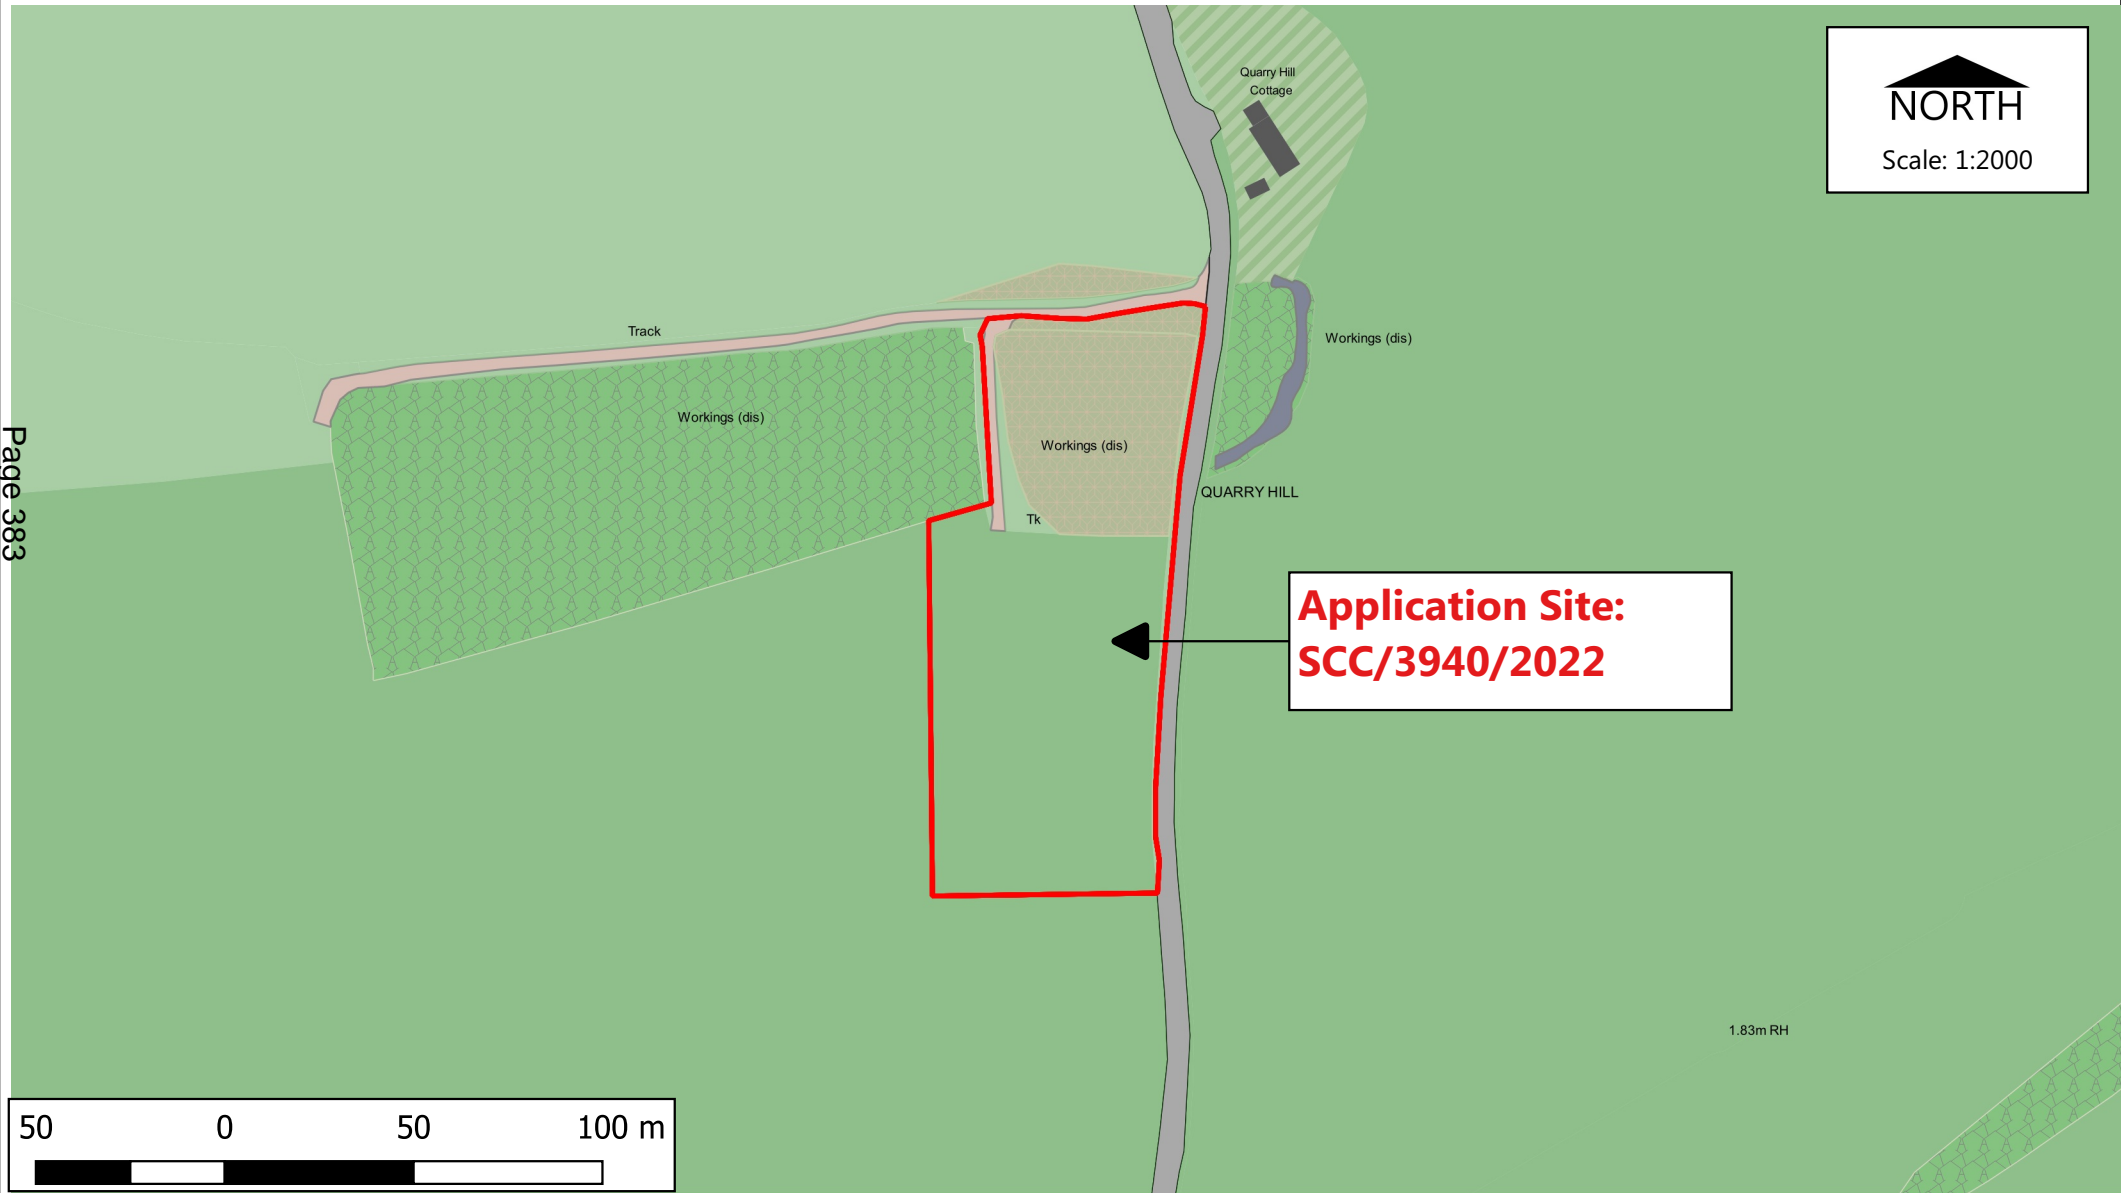 Quarry Hill
Cottage
NORTH
Scale: 1:2000
Track
Workings (dis)
Workings (dis)
Workings (dis)
Page 383
QUARRY HILL
Tk
Application Site:
SCC/3940/2022
1.83m RH
50 0 50 100 m